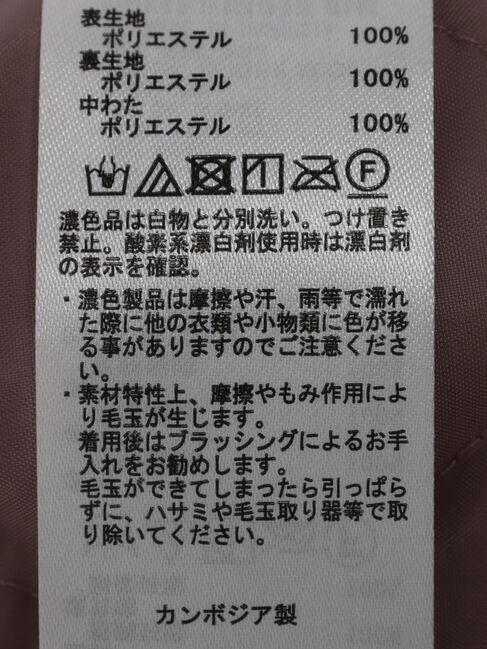 表生地
ポリエステル 100%
裏生地
ポリエステル 100%
中わた
ポリエステル 100%
F
濃色品は白物と分別洗い。つけ置き
禁止。酸素系漂白剤使用時は漂白剤
の表示を確認。
・濃色製品は摩擦や汗、雨等で濡れ
た際に他の衣類や小物類に色が移
る事がありますのでご注意くださ
い。
・素材特性上、摩擦やもみ作用によ
り毛玉が生じます。
着用後はブラッシングによるお手
入れをお勧めします。
毛玉ができてしまったら引っぱら
ずに、ハサミや毛玉取り器等で取
り除いてください。
カンボジア製